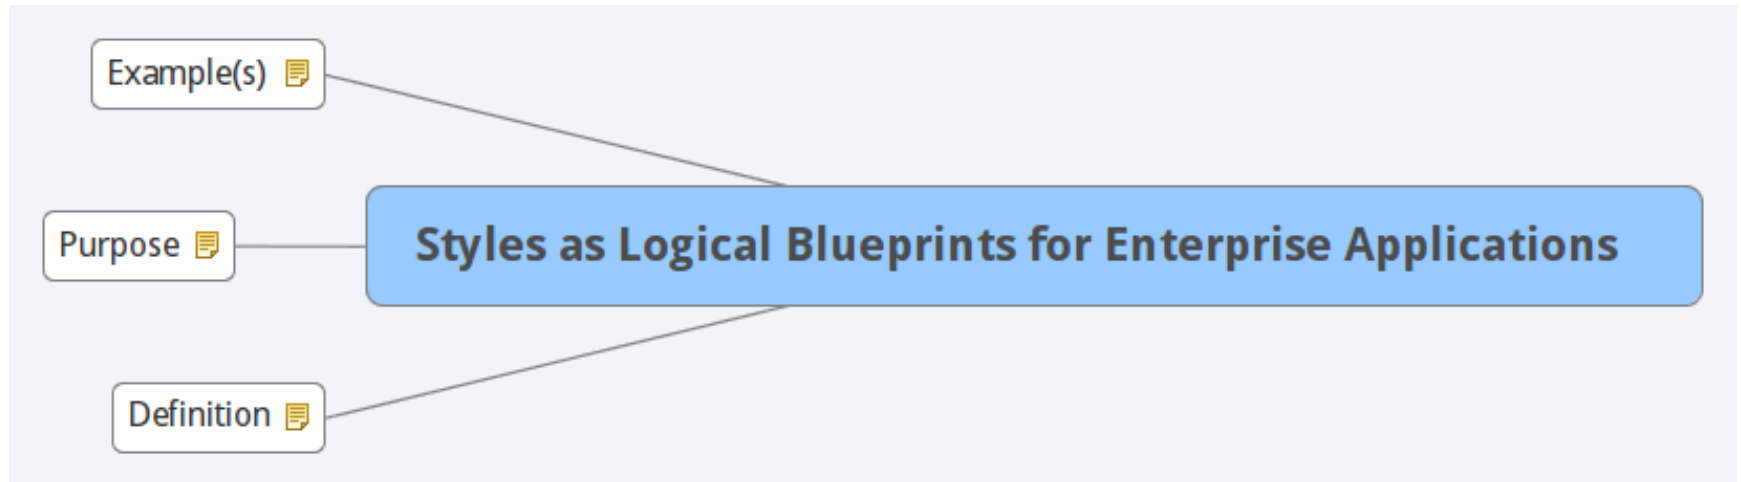 Example(s)
Purpose
Styles as Logical Blueprints for Enterprise Applications
Definition